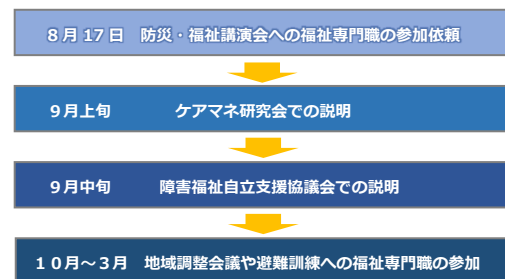 ８月 17 日　防災・福祉講演会への福祉専門職の参加依頼
９月上旬　ケアマネ研究会での説明
９月中旬　障害福祉自立支援協議会での説明
１０月～３月　地域調整会議や避難訓練への福祉専門職の参加